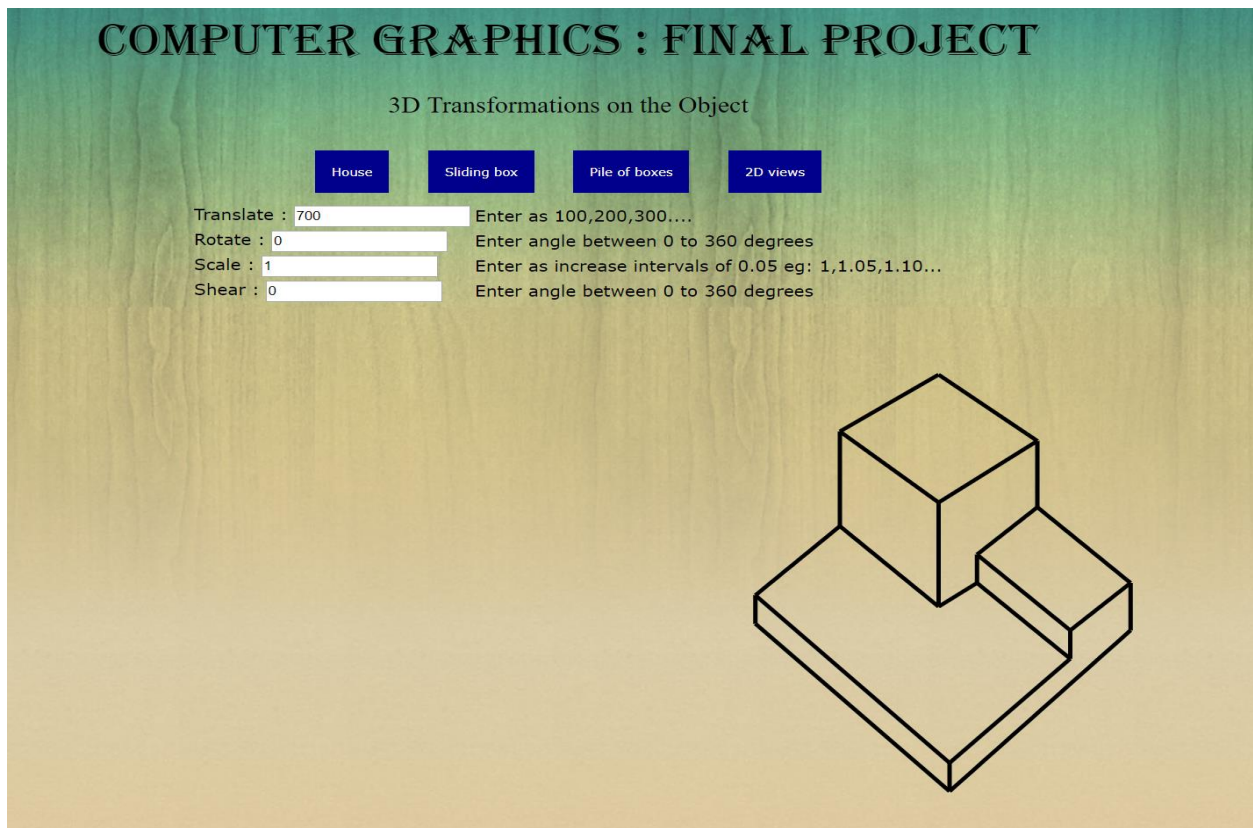 COMPUTER GRAPHICS : FINAL PROJECT
3D Transformations on the Object
House Sliding box Pile of boxes 2D views
Translate : 700 Enter as 100,200,300....
Rotate : 0 Enter angle between 0 to 360 degrees
Scale : 1 Enter as increase intervals of 0.05 eg: 1,1.05,1.10...
Shear : 0 Enter angle between 0 to 360 degrees